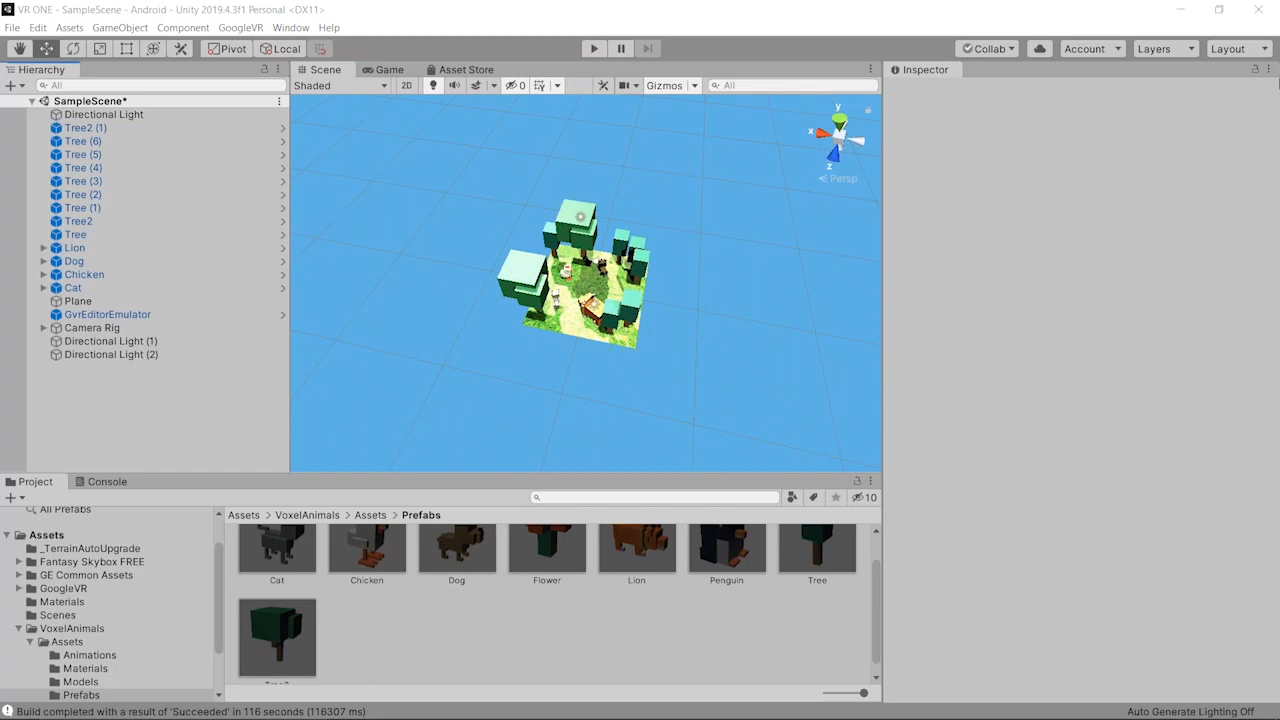 VR ONE - SampleScene - Android - Unity 2019.4.3f1 Personal <DX11>
File Edit Assets GameObject Component GoogleVR Window Help
Pivot Local Collab Account Layers Layout
Hierarchy Scene Game Asset Store Inspector
All Shaded 2D 0 Gizmos All
SampleScene*
Directional Light
Tree2 (1)
Tree (6)
Tree (5)
Tree (4)
Tree (3)
Tree (2)
Tree (1)
Tree2
Tree
Lion
Dog
Chicken
Cat
Plane
GvrEditorEmulator
Camera Rig
Directional Light (1)
Directional Light (2)
y
x
z
Persp
Project Console
10
All Prefabs
Assets
_TerrainAutoUpgrade
Fantasy Skybox FREE
GE Common Assets
GoogleVR
Materials
Scenes
VoxelAnimals
Assets
Animations
Materials
Models
Prefabs
Assets > VoxelAnimals > Assets > Prefabs
Cat Chicken Dog Flower Lion Penguin Tree
Build completed with a result of 'Succeeded' in 116 seconds (116307 ms)
Auto Generate Lighting Off